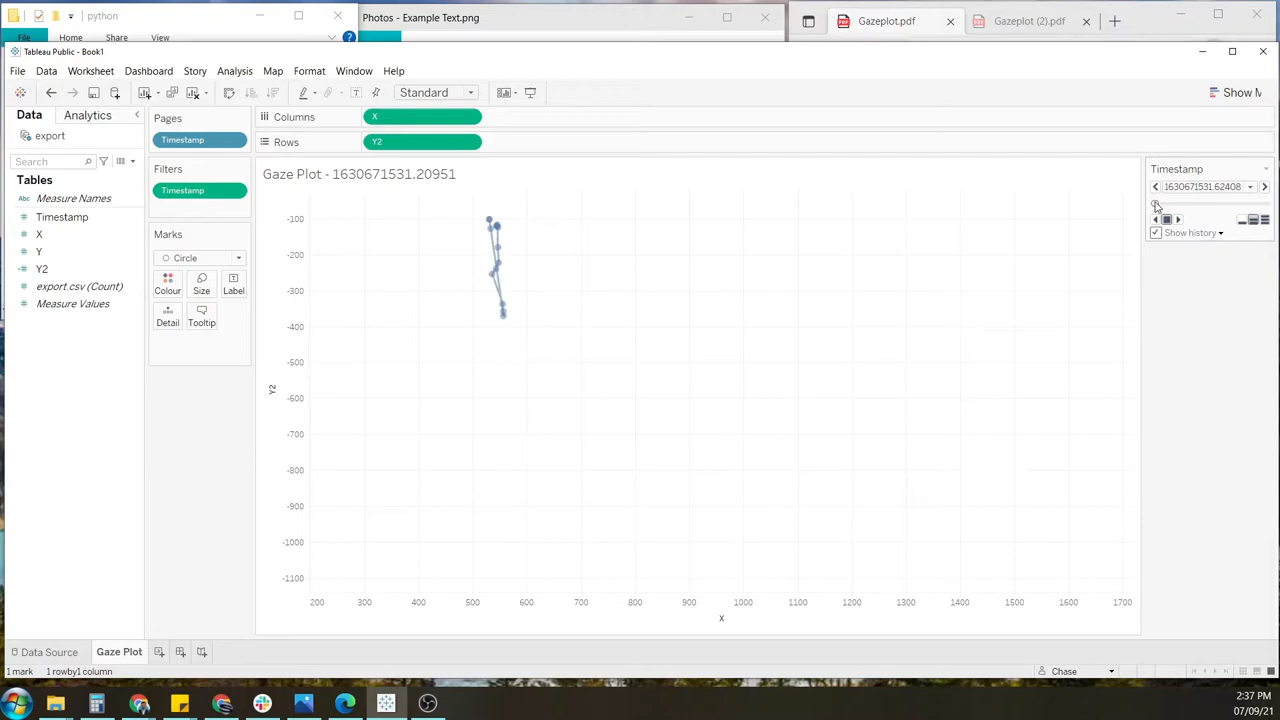 python
Photos - Example Text.png
Gazeplot.pdf
Gazeplot (2).pdf
File
Home
Share
View
Tableau Public - Book1
File Data Worksheet Dashboard Story Analysis Map Format Window Help
Standard
Show M
Data
Analytics
Pages
Columns
X
export
Timestamp
Rows
Y2
Search
Filters
Gaze Plot - 1630671531.20951
Timestamp
Tables
Timestamp
1630671531.62408
Abc
Measure Names
Timestamp
Show history
X
Marks
Y
Circle
Y2
export.csv (Count)
Colour
Size
Label
Measure Values
Detail
Tooltip
-100
-200
-300
-400
-500
-600
-700
-800
-900
-1000
-1100
Y2
200 300 400 500 600 700 800 900 1000 1100 1200 1300 1400 1500 1600 1700
X
Data Source
Gaze Plot
1 mark
1 rowby1 column
Chase
2:37 PM
07/09/21